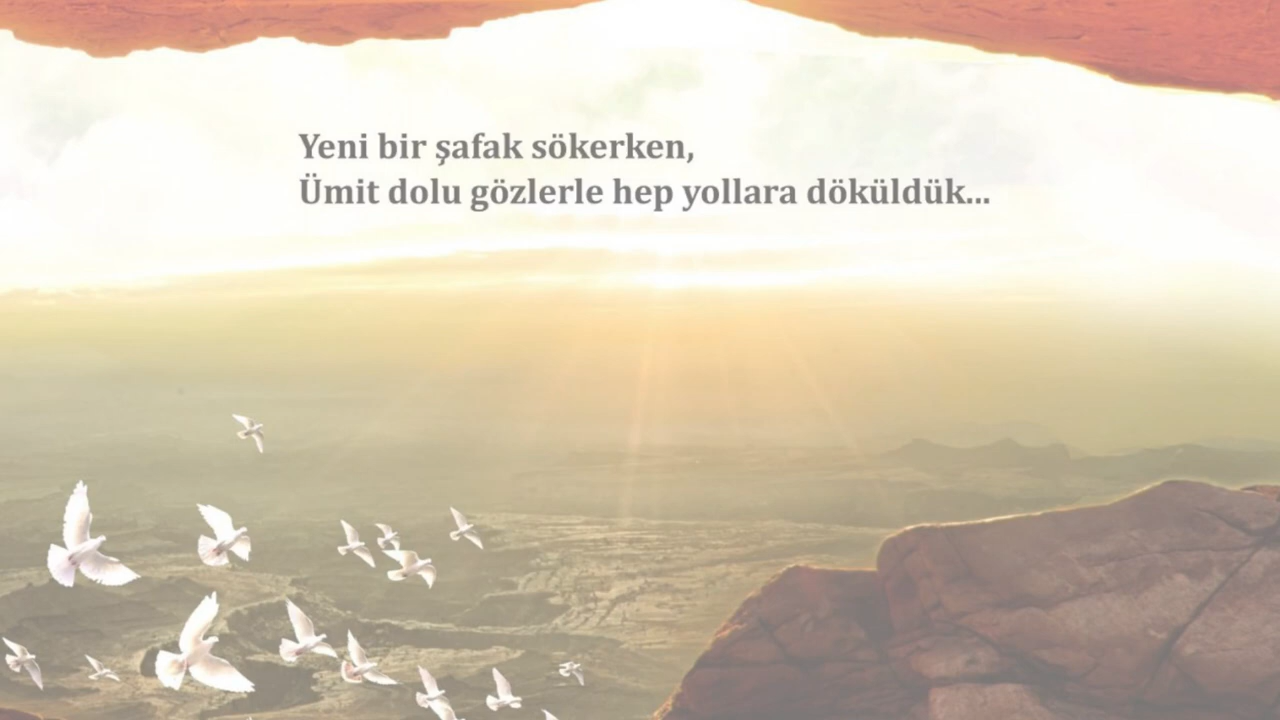 Yeni bir şafak sökerken,
Ümit dolu gözlerle hep yollara döküldük...